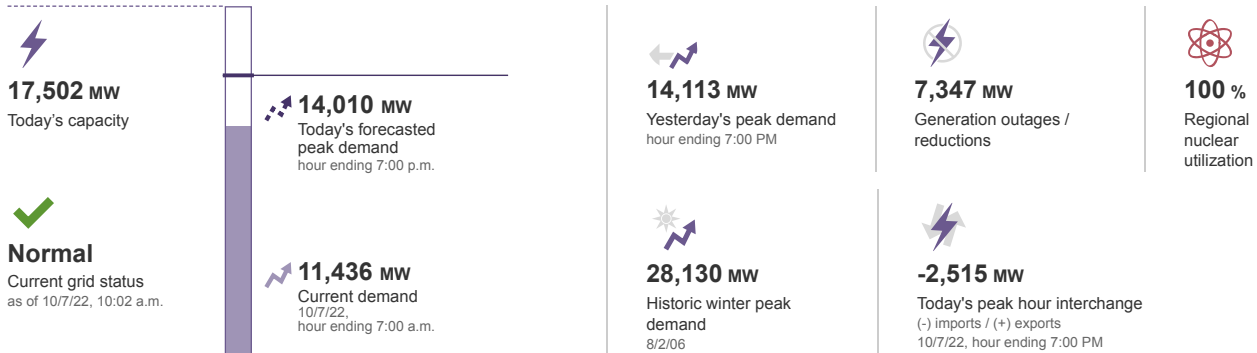 17,502 MW
Today's capacity
Normal
Current grid status
as of 10/7/22, 10:02 a.m.
14,010 MW
Today's forecasted
peak demand
hour ending 7:00 p.m.
11,436 MW
Current demand
10/7/22,
hour ending 7:00 a.m.
14,113 MW
Yesterday's peak demand
hour ending 7:00 PM
7,347 MW
Generation outages /
reductions
100 %
Regional
nuclear
utilization
28,130 MW
Historic winter peak
demand
8/2/06
-2,515 MW
Today's peak hour interchange
(-) imports / (+) exports
10/7/22, hour ending 7:00 PM